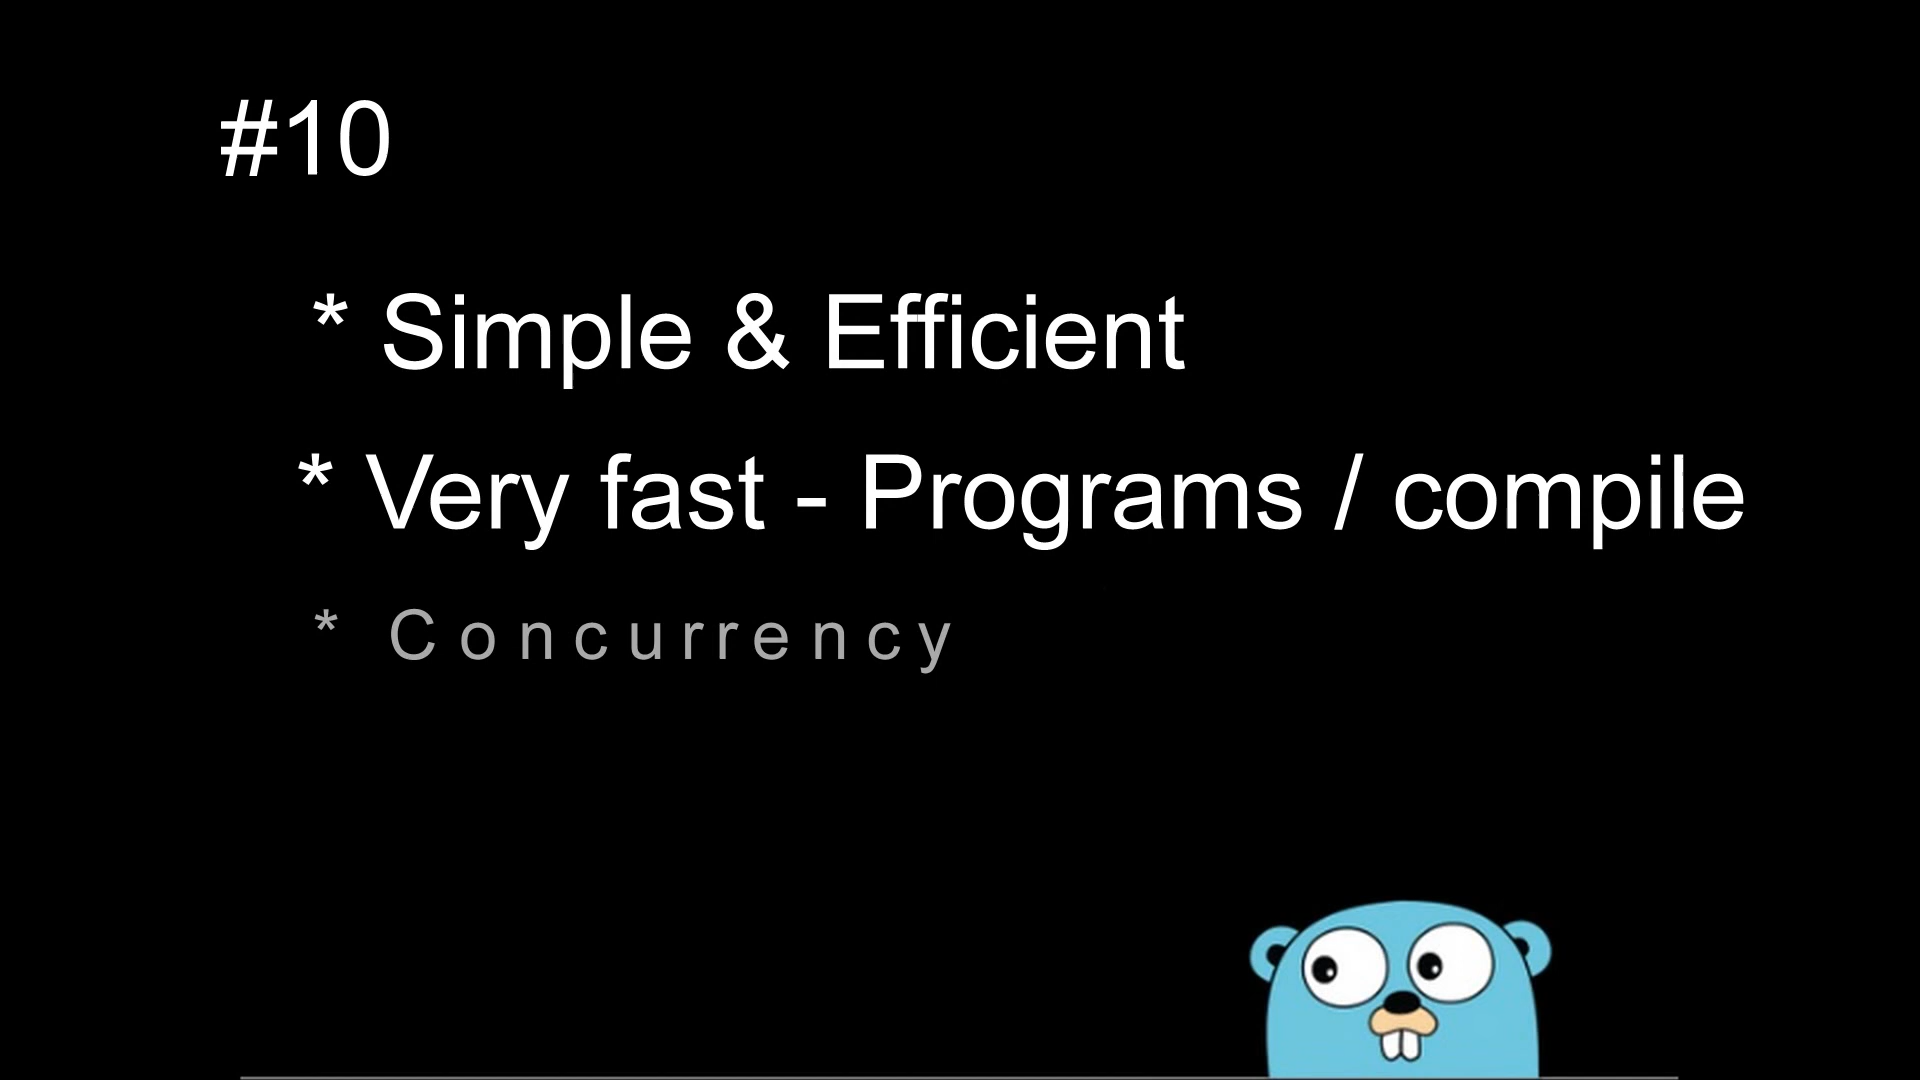 #10
* Simple & Efficient
* Very fast - Programs / compile
* Concurrency